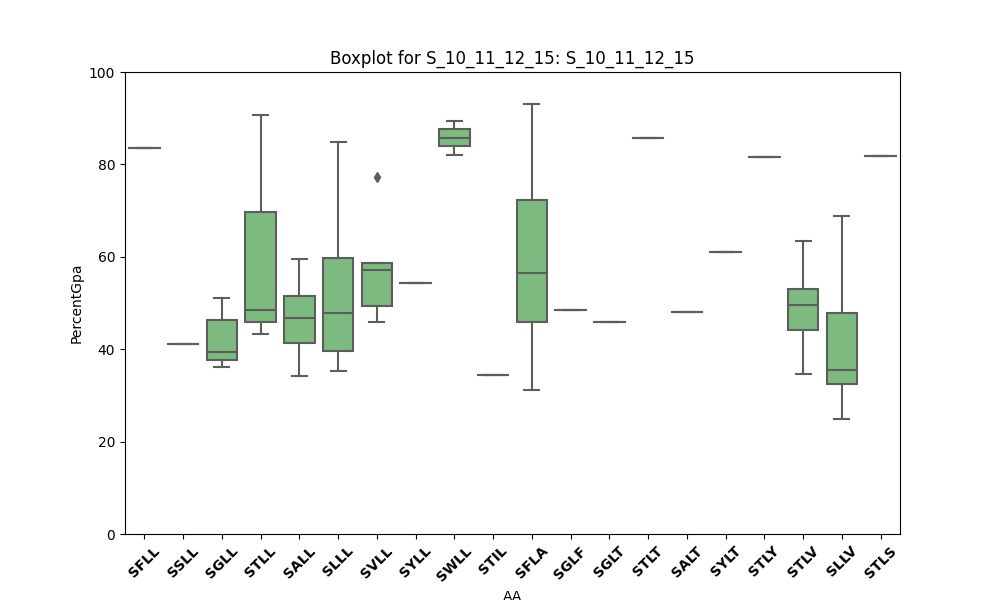 Boxplot for S_10_11_12_15: S_10_11_12_15
PercentGpa
100
80
60
40
20
0
SFLL SSLL SGLL STLL SALL SLLL SVLL SYLL SWLL STIL SFLA SGLF SGLT STLT SALT SYLT STLY STLV SLLV STLS
AA